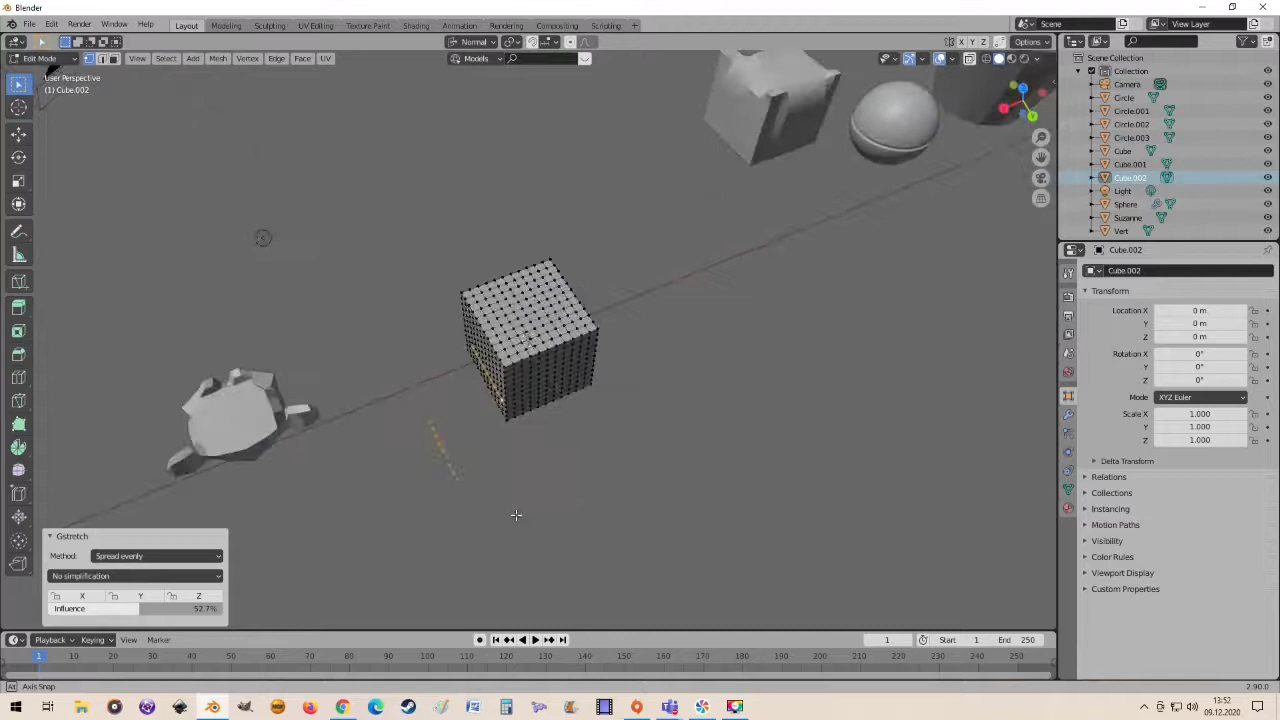 Blender
File Edit Render Window Help Layout Modeling Sculpting UV Editing Texture Paint Shading Animation Rendering Compositing Scripting + Scene View Layer
Normal X Y Z Options
Edit Mode View Select Add Mesh Vertex Edge Face UV Models
User Perspective
(1) Cube.002
Scene Collection
Collection
Camera
Circle
Circle.001
Circle.002
Circle.003
Cube
Cube.001
Cube.002
Light
Sphere
Suzanne
Vert
Cube.002
Cube.002
Transform
Location X 0 m
Y 0 m
Z 0 m
Rotation X 0°
Y 0°
Z 0°
Mode XYZ Euler
Scale X 1.000
Y 1.000
Z 1.000
Delta Transform
Relations
Collections
Instancing
Motion Paths
Visibility
Viewport Display
Custom Properties
Gstretch
Method: Spread evenly
No simplification
X Y Z
Influence 52.7%
Playback Keying View Marker 1 Start 1 End 250
1 10 20 30 40 50 60 70 80 90 100 110 120 130 140 150 160 170 180 190 200 210 220 230 240 250
Alt Axis Snap 2.90.0
13:52
09.12.2020